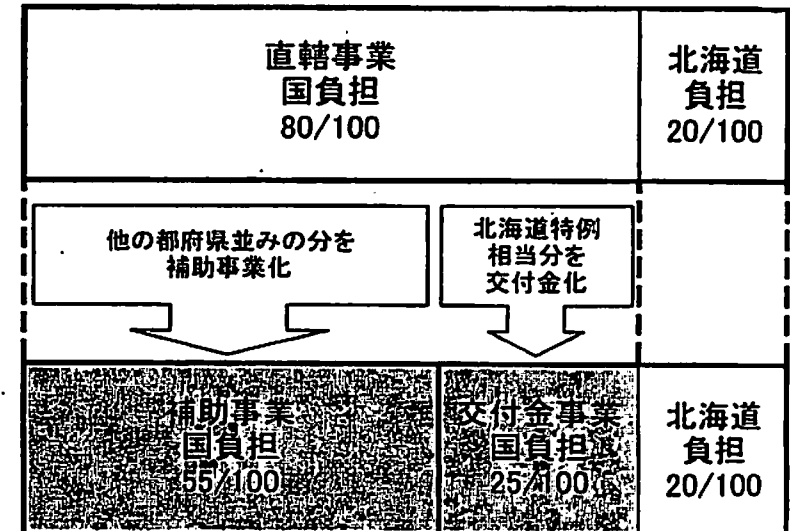 直轄事業
国負担
80/100
北海道
負担
20/100
他の都府県並みの分を
補助事業化
北海道特例
相当分を
交付金化
補助事業
国負担
55/100
交付金事業
国負担
25/100
北海道
負担
20/100